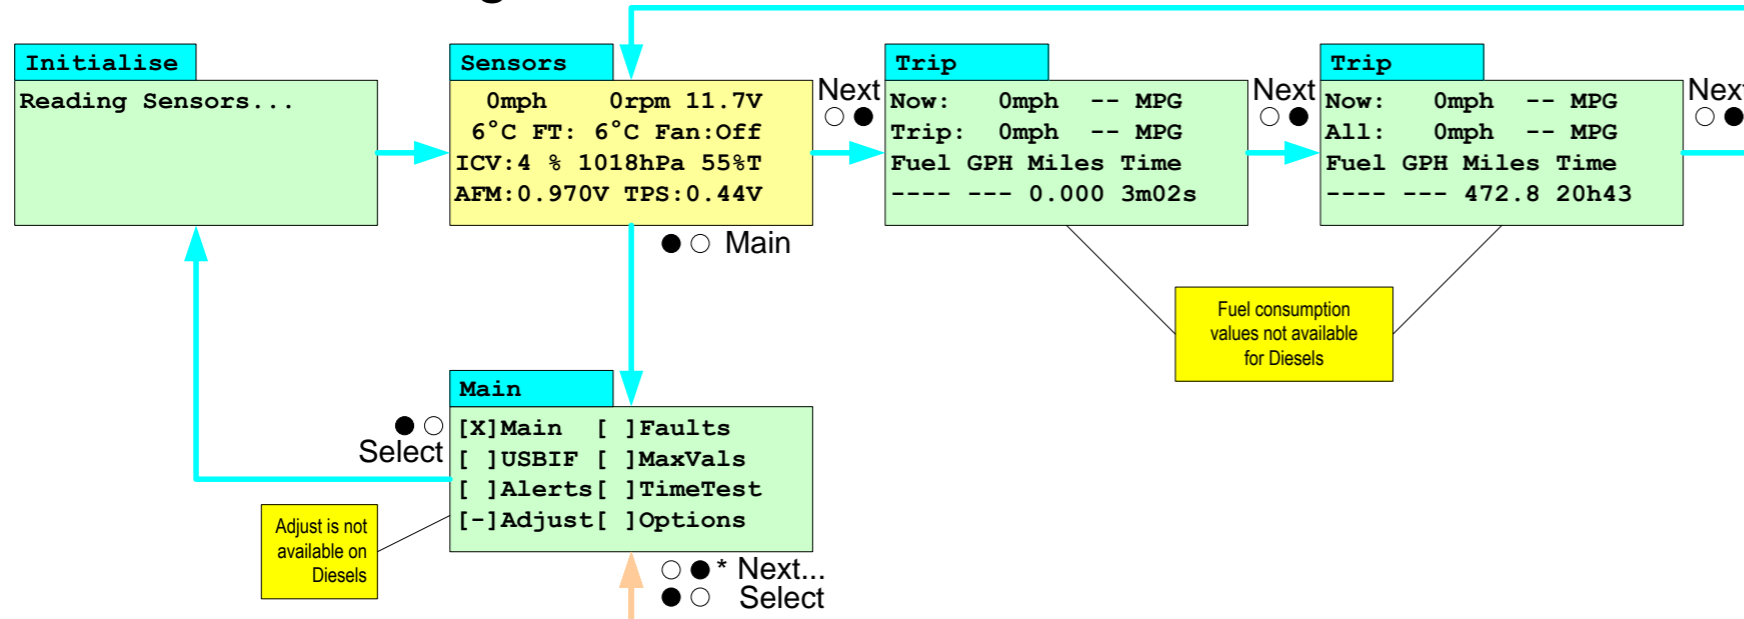 Initialise
Reading Sensors...
Sensors
0mph 0rpm 11.7V
6°C FT: 6°C Fan:Off
ICV:4 % 1018hPa 55%T
AFM:0.970V TPS:0.44V
Next
Trip
Now: 0mph -- MPG
Trip: 0mph -- MPG
Fuel GPH Miles Time
---- --- 0.000 3m02s
Next
Trip
Now: 0mph -- MPG
All: 0mph -- MPG
Fuel GPH Miles Time
---- --- 472.8 20h43
Next
Main
Fuel consumption
values not available
for Diesels
Main
[X]Main [ ]Faults
[ ]USBIF [ ]MaxVals
[ ]Alerts[ ]TimeTest
[-]Adjust[ ]Options
Select
Adjust is not
available on
Diesels
* Next...
Select